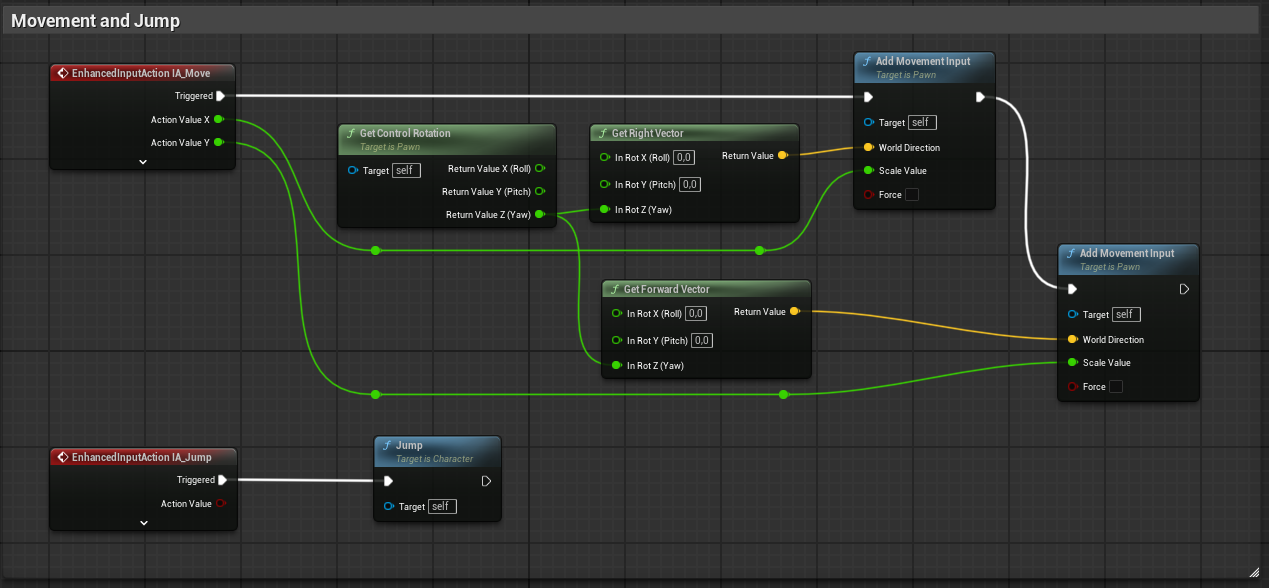 Movement and Jump
EnhancedInputAction IA_Move
Triggered
Action Value X
Action Value Y
f Get Control Rotation
Target is Pawn
Target self
Return Value X (Roll)
Return Value Y (Pitch)
Return Value Z (Yaw)
f Get Right Vector
In Rot X (Roll) 0,0
Return Value
In Rot Y (Pitch) 0,0
In Rot Z (Yaw)
f Add Movement Input
Target is Pawn
Target self
World Direction
Scale Value
Force
f Get Forward Vector
In Rot X (Roll) 0,0
Return Value
In Rot Y (Pitch) 0,0
In Rot Z (Yaw)
f Add Movement Input
Target is Pawn
Target self
World Direction
Scale Value
Force
EnhancedInputAction IA_Jump
Triggered
Action Value
f Jump
Target is Character
Target self